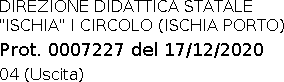 DIREZIONE DIDATTICA STATALE
"ISCHIA" I CIRCOLO (ISCHIA PORTO)
Prot. 0007227 del 17/12/2020
04 (Uscita)